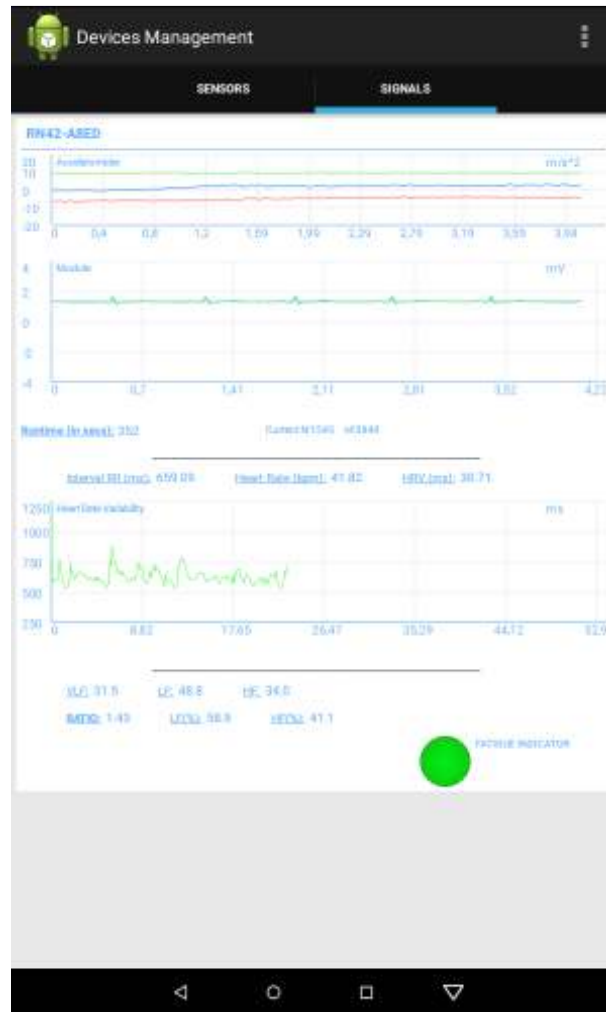 Devices Management
SENSORS SIGNALS
RN42-A8ED
20 Accelerometer m/s^2
10
0
-10
-20
0 0,4 0,8 1,2 1,59 1,99 2,39 2,79 3,19 3,59 3,98
4 Module mV
2
0
-2
-4
0 0,7 1,41 2,11 2,81 3,52 4,22
Runtime (in secs): 352 Current N
Interval RR (ms): 659.09 Heart Rate (bpm): 41.82 HRV (ms): 30.71
1250 Heart Rate Variability ms
1000
750
500
250
0 8,82 17,65 26,47 35,29 44,12 52,9
VLF: 31.5 LF: 48.8 HF: 34.0
RATIO: 1.43 LF(%): 58.9 HF(%): 41.1
FATIGUE INDICATOR